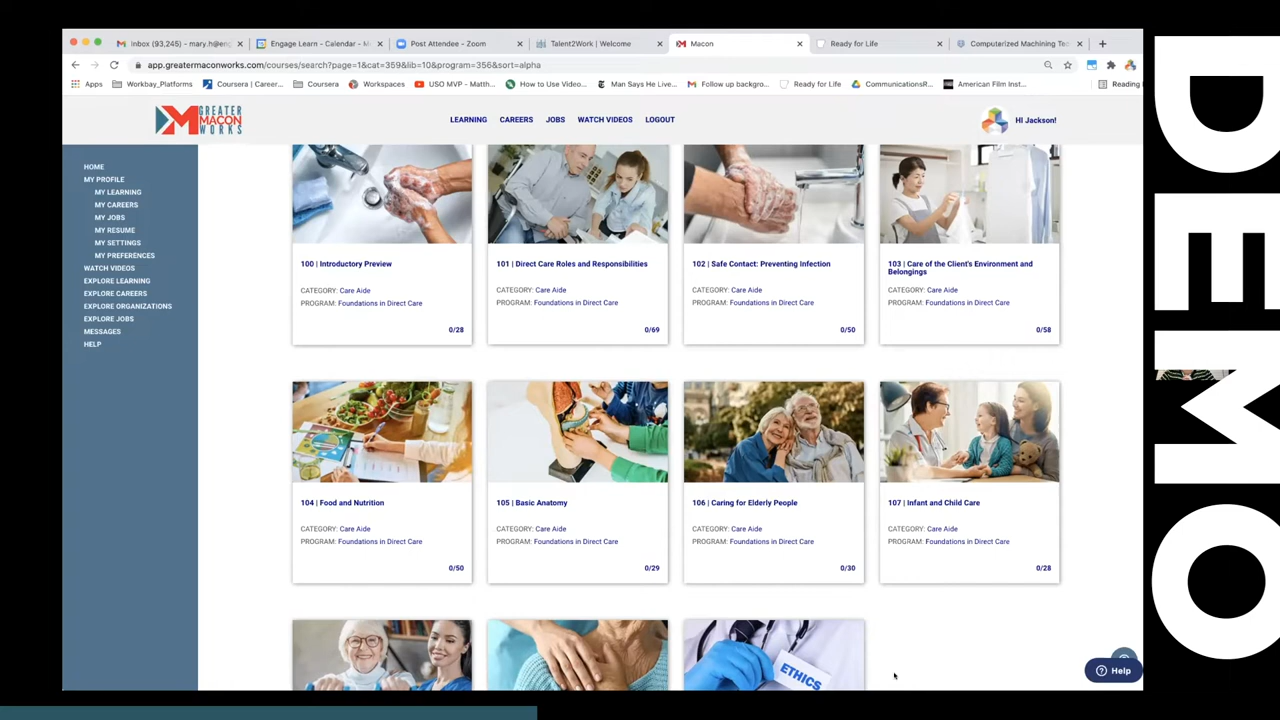 Inbox (93,245) - mary.h@eng
Engage Learn - Calendar - M
Post Attendee - Zoom
Talent2Work | Welcome
Macon
Ready for Life
Computerized Machining Te
app.greatermaconworks.com/courses/search?page=1&cat=359&lib=10&program=356&sort=alpha
Apps
Workbay_Platforms
Coursera | Career...
Coursera
Workspaces
USO MVP - Matth...
How to Use Video...
Man Says He Live...
Follow up backgro...
Ready for Life
CommunicationsR...
American Film Inst...
Reading
GREATER
MACON
WORKS
LEARNING
CAREERS
JOBS
WATCH VIDEOS
LOGOUT
HI Jackson!
HOME
MY PROFILE
MY LEARNING
MY CAREERS
MY JOBS
MY RESUME
MY SETTINGS
MY PREFERENCES
WATCH VIDEOS
EXPLORE LEARNING
EXPLORE CAREERS
EXPLORE ORGANIZATIONS
EXPLORE JOBS
MESSAGES
HELP
100 | Introductory Preview
CATEGORY: Care Aide
PROGRAM: Foundations in Direct Care
0/28
101 | Direct Care Roles and Responsibilities
CATEGORY: Care Aide
PROGRAM: Foundations in Direct Care
0/69
102 | Safe Contact: Preventing Infection
CATEGORY: Care Aide
PROGRAM: Foundations in Direct Care
0/50
103 | Care of the Client's Environment and
Belongings
CATEGORY: Care Aide
PROGRAM: Foundations in Direct Care
0/58
104 | Food and Nutrition
CATEGORY: Care Aide
PROGRAM: Foundations in Direct Care
0/50
105 | Basic Anatomy
CATEGORY: Care Aide
PROGRAM: Foundations in Direct Care
0/29
106 | Caring for Elderly People
CATEGORY: Care Aide
PROGRAM: Foundations in Direct Care
0/30
107 | Infant and Child Care
CATEGORY: Care Aide
PROGRAM: Foundations in Direct Care
0/28
ETHICS
Help
DEMO